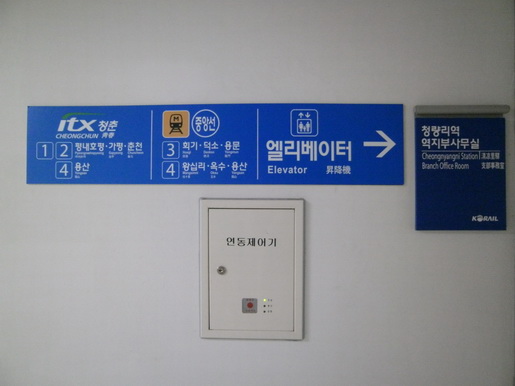 itx 청춘
CHEONGCHUN 靑春
1 2 평내호평·가평·춘천
4 용산
M 중앙선
3 회기·덕소·용문
4 왕십리·옥수·용산
엘리베이터
Elevator 昇降機
청량리역
역지부사무실
Cheongnyangni Station
Branch Office Room
KORAIL
연동제어기